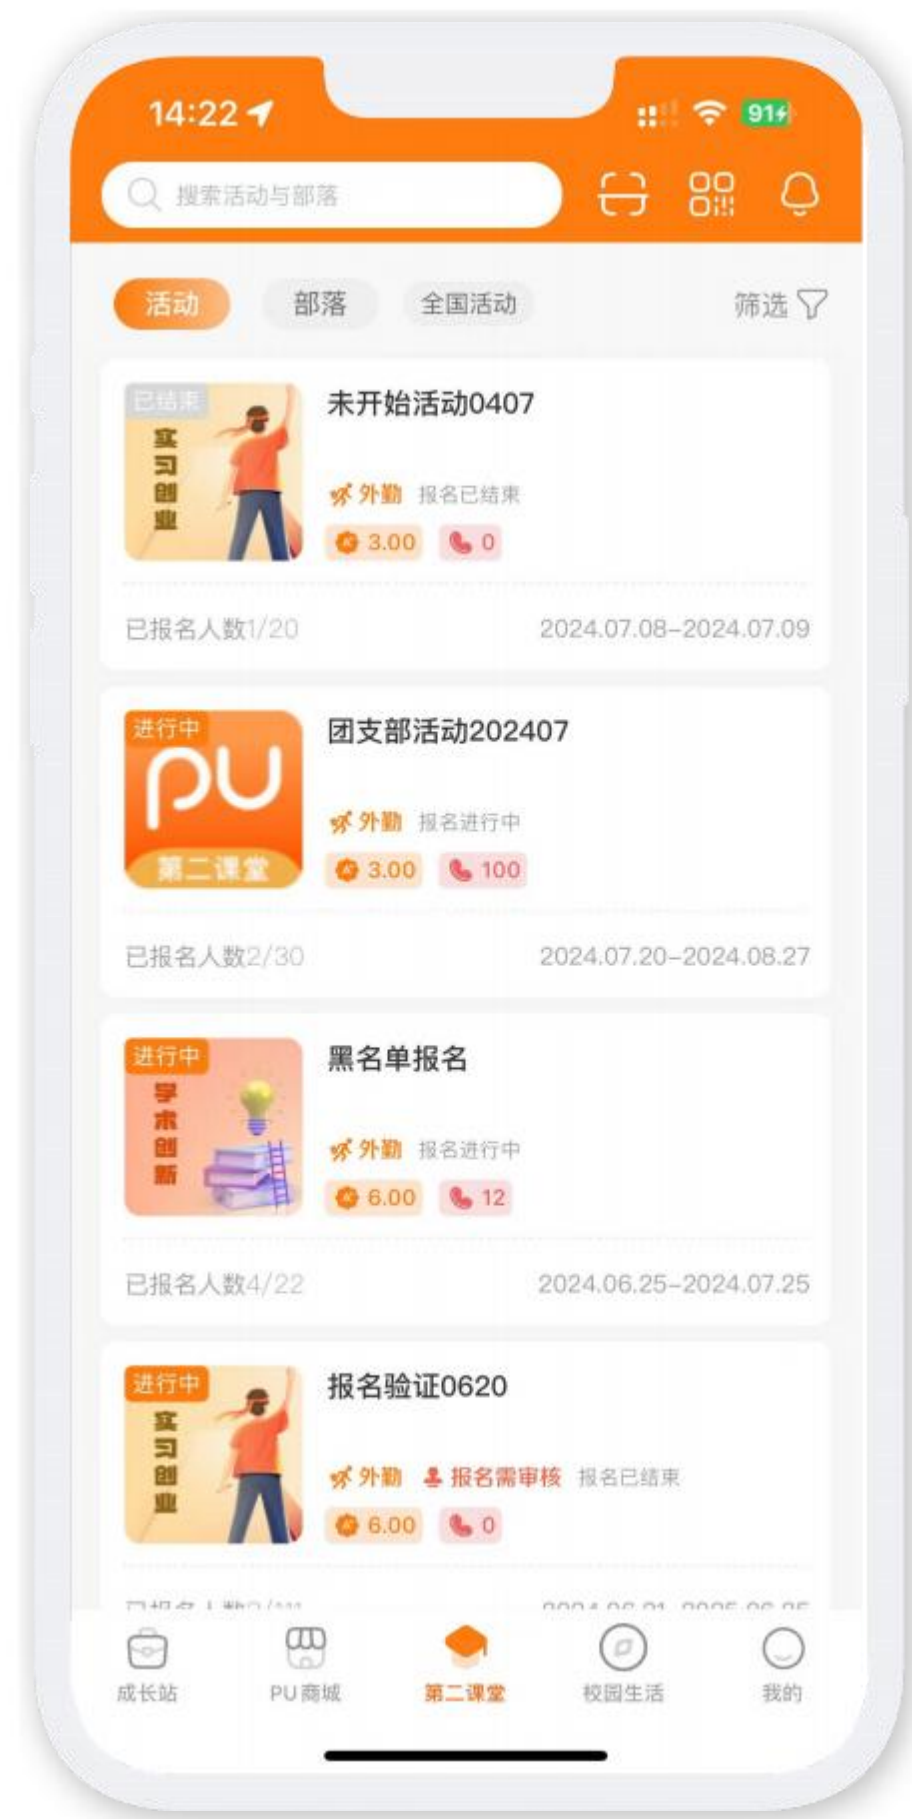 14:22
91
搜索活动与部落
活动 部落 全国活动 筛选
已结束
实习创业
未开始活动0407
外勤 报名已结束
3.00 0
已报名人数1/20 2024.07.08-2024.07.09
进行中
pu
第二课堂
团支部活动202407
外勤 报名进行中
3.00 100
已报名人数2/30 2024.07.20-2024.08.27
进行中
学术创新
黑名单报名
外勤 报名进行中
6.00 12
已报名人数4/22 2024.06.25-2024.07.25
进行中
实习创业
报名验证0620
外勤 报名需审核 报名已结束
6.00 0
成长站 PU商城 第二课堂 校园生活 我的